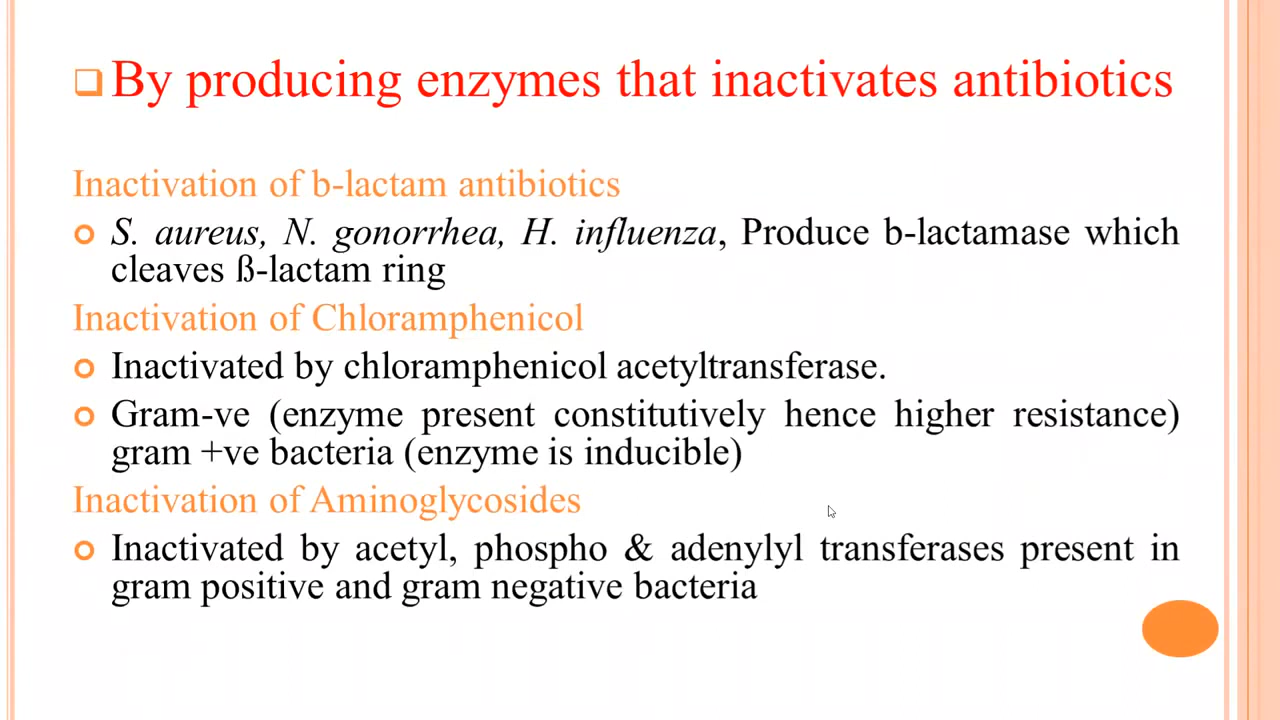 By producing enzymes that inactivates antibiotics
Inactivation of b-lactam antibiotics
S. aureus, N. gonorrhea, H. influenza, Produce b-lactamase which
cleaves ß-lactam ring
Inactivation of Chloramphenicol
Inactivated by chloramphenicol acetyltransferase.
Gram-ve (enzyme present constitutively hence higher resistance)
gram +ve bacteria (enzyme is inducible)
Inactivation of Aminoglycosides
Inactivated by acetyl, phospho & adenylyl transferases present in
gram positive and gram negative bacteria